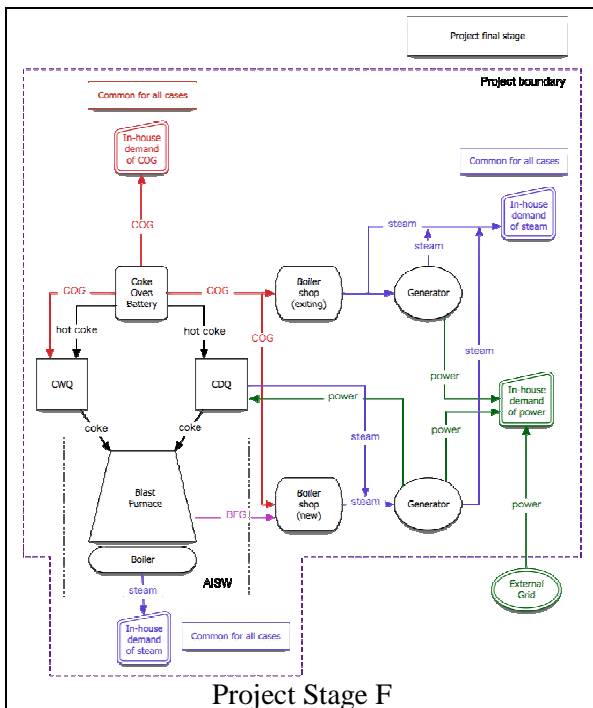 Project final stage
Project boundary
Common for all cases
In-house
demand
of COG
Common for all cases
In-house
demand
of steam
COG
steam
steam
COG
Coke
Oven
Battery
COG
Boiler
shop
(exiting)
Generator
hot coke
hot coke
COG
steam
CWQ
CDQ
power
power
In-house
demand
of power
coke
coke
steam
power
Blast
Furnace
BFG
Boiler
shop
(new)
steam
Generator
power
Boiler
AISW
steam
External
Grid
In-house
demand
of steam
Common for all cases
Project Stage F